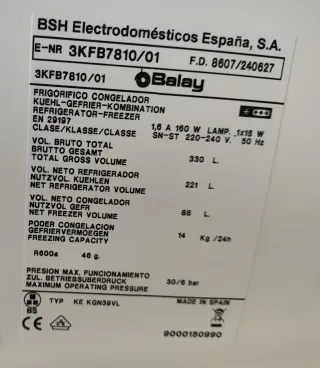 BSH Electrodomésticos España, S.A.
E-NR 3KFB7810/01 F.D. 8607/240627
3KFB7810/01 Balay
FRIGORIFICO CONGELADOR
KUEHL-GEFRIER-KOMBINATION
REFRIGERATOR-FREEZER
EN 29197 1,6 A 160 W LAMP. 1x15 W
CLASE/KLASSE/CLASSE SN-ST 220-240 V. 50 Hz
VOL. BRUTO TOTAL
BRUTTO GESAMT 330 L.
TOTAL GROSS VOLUME
VOL. NETO REFRIGERADOR
NUTZVOL. KUEHLEN 221 L.
NET REFRIGERATOR VOLUME
VOL. NETO CONGELADOR
NUTZVOL GEFR 88 L.
NET FREEZER VOLUME
PODER CONGELACION
GEFRIERVERMOEGEN 14 Kg /24h
FREEZING CAPACITY
R600a 46 g.
PRESION MAX. FUNCIONAMIENTO
ZUL. BETRIEBSUBERDRUCK 30/6 bar
MAXIMUM OPERATING PRESSURE
TYP KE KGN39VL MADE IN SPAIN
BS
CE
9000150990